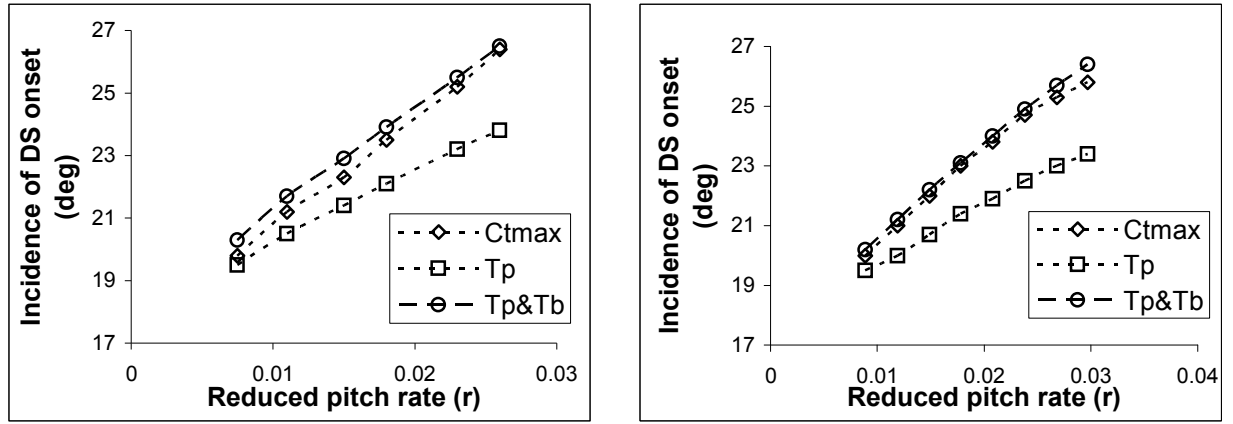 Incidence of DS onset
(deg)
27
25
23
21
19
17
0
0.01
0.02
0.03
Reduced pitch rate (r)
Ctmax
Tp
Tp&Tb
Incidence of DS onset
(deg)
27
25
23
21
19
17
0
0.01
0.02
0.03
0.04
Reduced pitch rate (r)
Ctmax
Tp
Tp&Tb